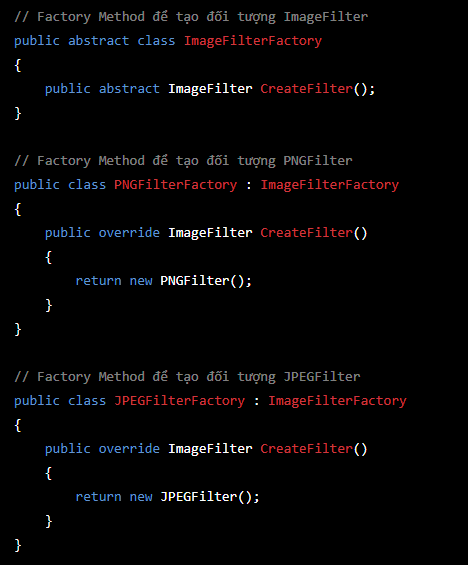 // Factory Method để tạo đối tượng ImageFilter
public abstract class ImageFilterFactory
{
    public abstract ImageFilter CreateFilter();
}

// Factory Method để tạo đối tượng PNGFilter
public class PNGFilterFactory : ImageFilterFactory
{
    public override ImageFilter CreateFilter()
    {
        return new PNGFilter();
    }
}

// Factory Method để tạo đối tượng JPEGFilter
public class JPEGFilterFactory : ImageFilterFactory
{
    public override ImageFilter CreateFilter()
    {
        return new JPEGFilter();
    }
}